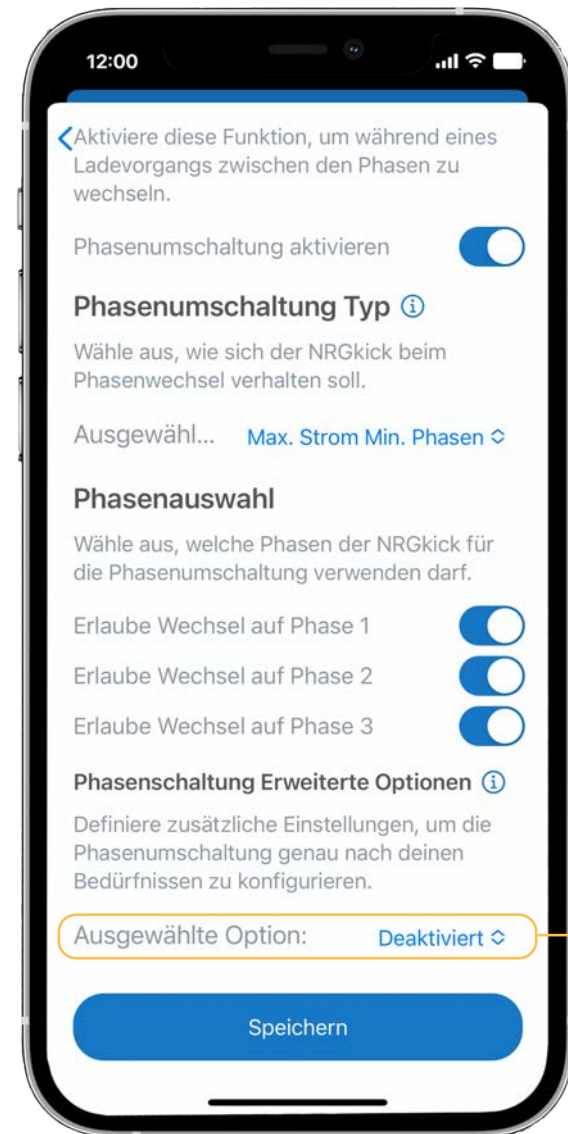 12:00
Aktiviere diese Funktion, um während eines
Ladevorgangs zwischen den Phasen zu
wechseln.
Phasenumschaltung aktivieren
Phasenumschaltung Typ
Wähle aus, wie sich der NRGkick beim
Phasenwechsel verhalten soll.
Ausgewähl... Max. Strom Min. Phasen
Phasenauswahl
Wähle aus, welche Phasen der NRGkick für
die Phasenumschaltung verwenden darf.
Erlaube Wechsel auf Phase 1
Erlaube Wechsel auf Phase 2
Erlaube Wechsel auf Phase 3
Phasenschaltung Erweiterte Optionen
Definiere zusätzliche Einstellungen, um die
Phasenumschaltung genau nach deinen
Bedürfnissen zu konfigurieren.
Ausgewählte Option: Deaktiviert
Speichern